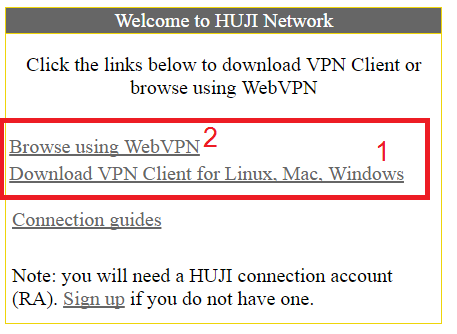 Welcome to HUJI Network
Click the links below to download VPN Client or
browse using WebVPN
Browse using WebVPN 2
Download VPN Client for Linux, Mac, Windows 1
Connection guides
Note: you will need a HUJI connection account
(RA). Sign up if you do not have one.